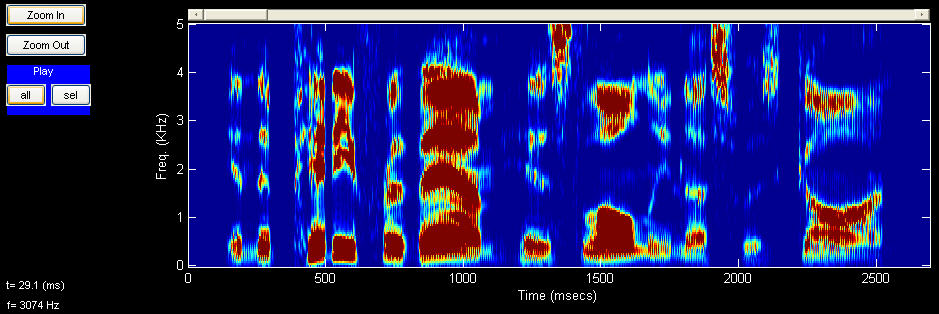 Zoom In
Zoom Out
Play
all
sel
5
4
3
2
1
0
Freq. (KHz)
0
500
1000
1500
2000
2500
Time (msecs)
t= 29.1 (ms)
f= 3074 Hz